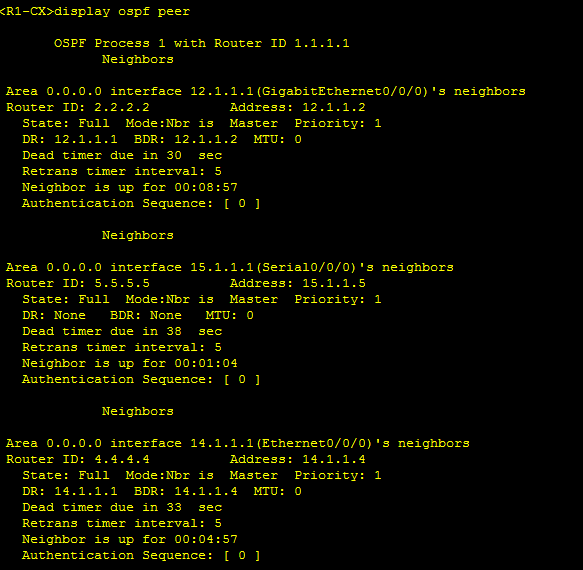 <R1-CX>display ospf peer
OSPF Process 1 with Router ID 1.1.1.1
Neighbors
Area 0.0.0.0 interface 12.1.1.1(GigabitEthernet0/0/0)'s neighbors
Router ID: 2.2.2.2 Address: 12.1.1.2
State: Full Mode:Nbr is Master Priority: 1
DR: 12.1.1.1 BDR: 12.1.1.2 MTU: 0
Dead timer due in 30 sec
Retrans timer interval: 5
Neighbor is up for 00:08:57
Authentication Sequence: [ 0 ]
Neighbors
Area 0.0.0.0 interface 15.1.1.1(Serial0/0/0)'s neighbors
Router ID: 5.5.5.5 Address: 15.1.1.5
State: Full Mode:Nbr is Master Priority: 1
DR: None BDR: None MTU: 0
Dead timer due in 38 sec
Retrans timer interval: 5
Neighbor is up for 00:01:04
Authentication Sequence: [ 0 ]
Neighbors
Area 0.0.0.0 interface 14.1.1.1(Ethernet0/0/0)'s neighbors
Router ID: 4.4.4.4 Address: 14.1.1.4
State: Full Mode:Nbr is Master Priority: 1
DR: 14.1.1.1 BDR: 14.1.1.4 MTU: 0
Dead timer due in 33 sec
Retrans timer interval: 5
Neighbor is up for 00:04:57
Authentication Sequence: [ 0 ]